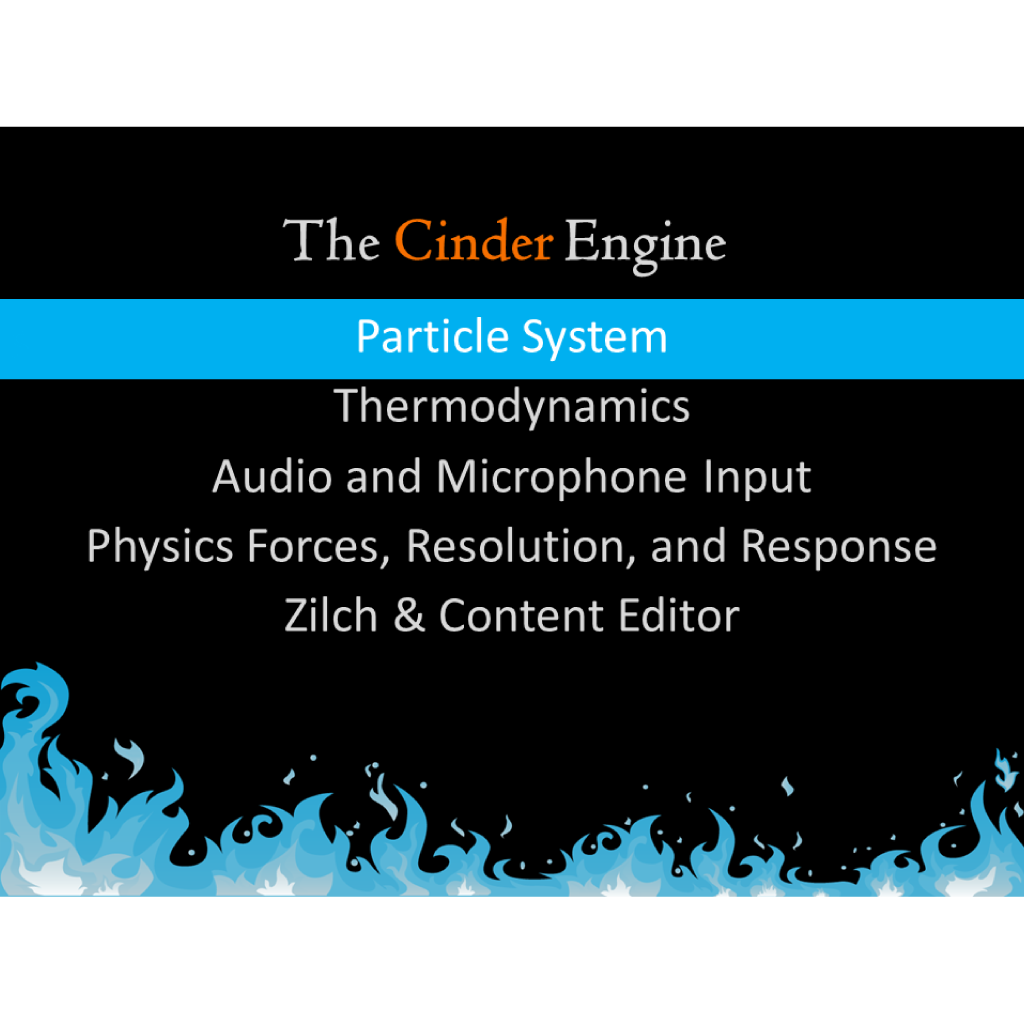 The Cinder Engine
Particle System
Thermodynamics
Audio and Microphone Input
Physics Forces, Resolution, and Response
Zilch & Content Editor